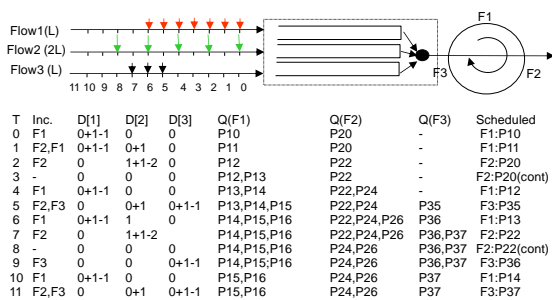 Flow1(L)
Flow2 (2L)
Flow3 (L)
11 10 9 8 7 6 5 4 3 2 1 0
F1
F3
F2
T Inc. D[1] D[2] D[3] Q(F1) Q(F2) Q(F3) Scheduled
0 F1 0+1-1 0 0 P10 P20 - F1:P10
1 F2,F1 0+1-1 0+1 0 P11 P20 - F1:P11
2 F2 0 1+1-2 0 P12 P22 - F2:P20
3 - 0 0 0 P12,P13 P22 - F2:P20(cont)
4 F1 0+1-1 0 0 P13,P14 P22,P24 - F1:P12
5 F2,F3 0 0+1 0+1-1 P13,P14,P15 P22,P24 P35 F3:P35
6 F1 0+1-1 1 0 P14,P15,P16 P22,P24,P26 P36 F1:P13
7 F2 0 1+1-2 0 P14,P15,P16 P22,P24,P26 P36,P37 F2:P22
8 - 0 0 0 P14,P15,P16 P24,P26 P36,P37 F2:P22(cont)
9 F3 0 0 0+1-1 P14,P15;P16 P24,P26 P36,P37 F3:P36
10 F1 0+1-1 0 0 P15,P16 P24,P26 P37 F1:P14
11 F2,F3 0 0+1 0+1-1 P15,P16 P24,P26 P37 F3:P37